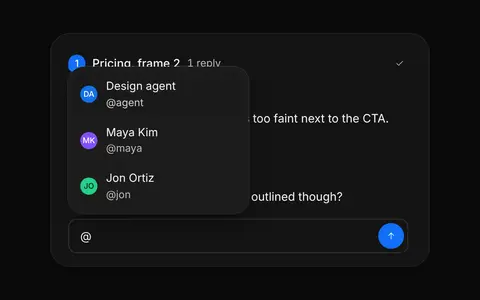 1 Pricing, frame 2 1 reply
DA Design agent
@agent
too faint next to the CTA.
MK Maya Kim
@maya
JO Jon Ortiz
@jon
outlined though?
@